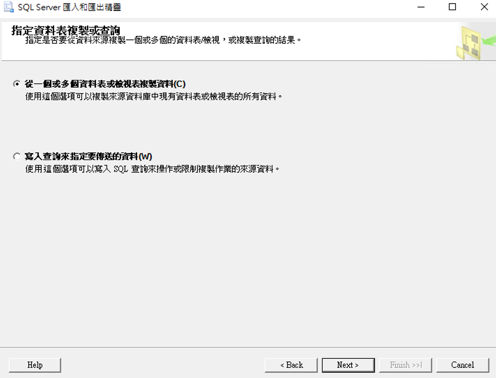 SQL Server 匯入和匯出精靈
指定資料表複製或查詢
指定是否要從資料來源複製一個或多個的資料表/檢視，或複製查詢的結果。
從一個或多個資料表或檢視表複製資料(C)
使用這個選項可以複製來源資料庫中現有資料表或檢視表的所有資料。
寫入查詢來指定要傳送的資料(W)
使用這個選項可以寫入 SQL 查詢來操作或限制複製作業的來源資料。
Help
< Back
Next >
Finish >>|
Cancel